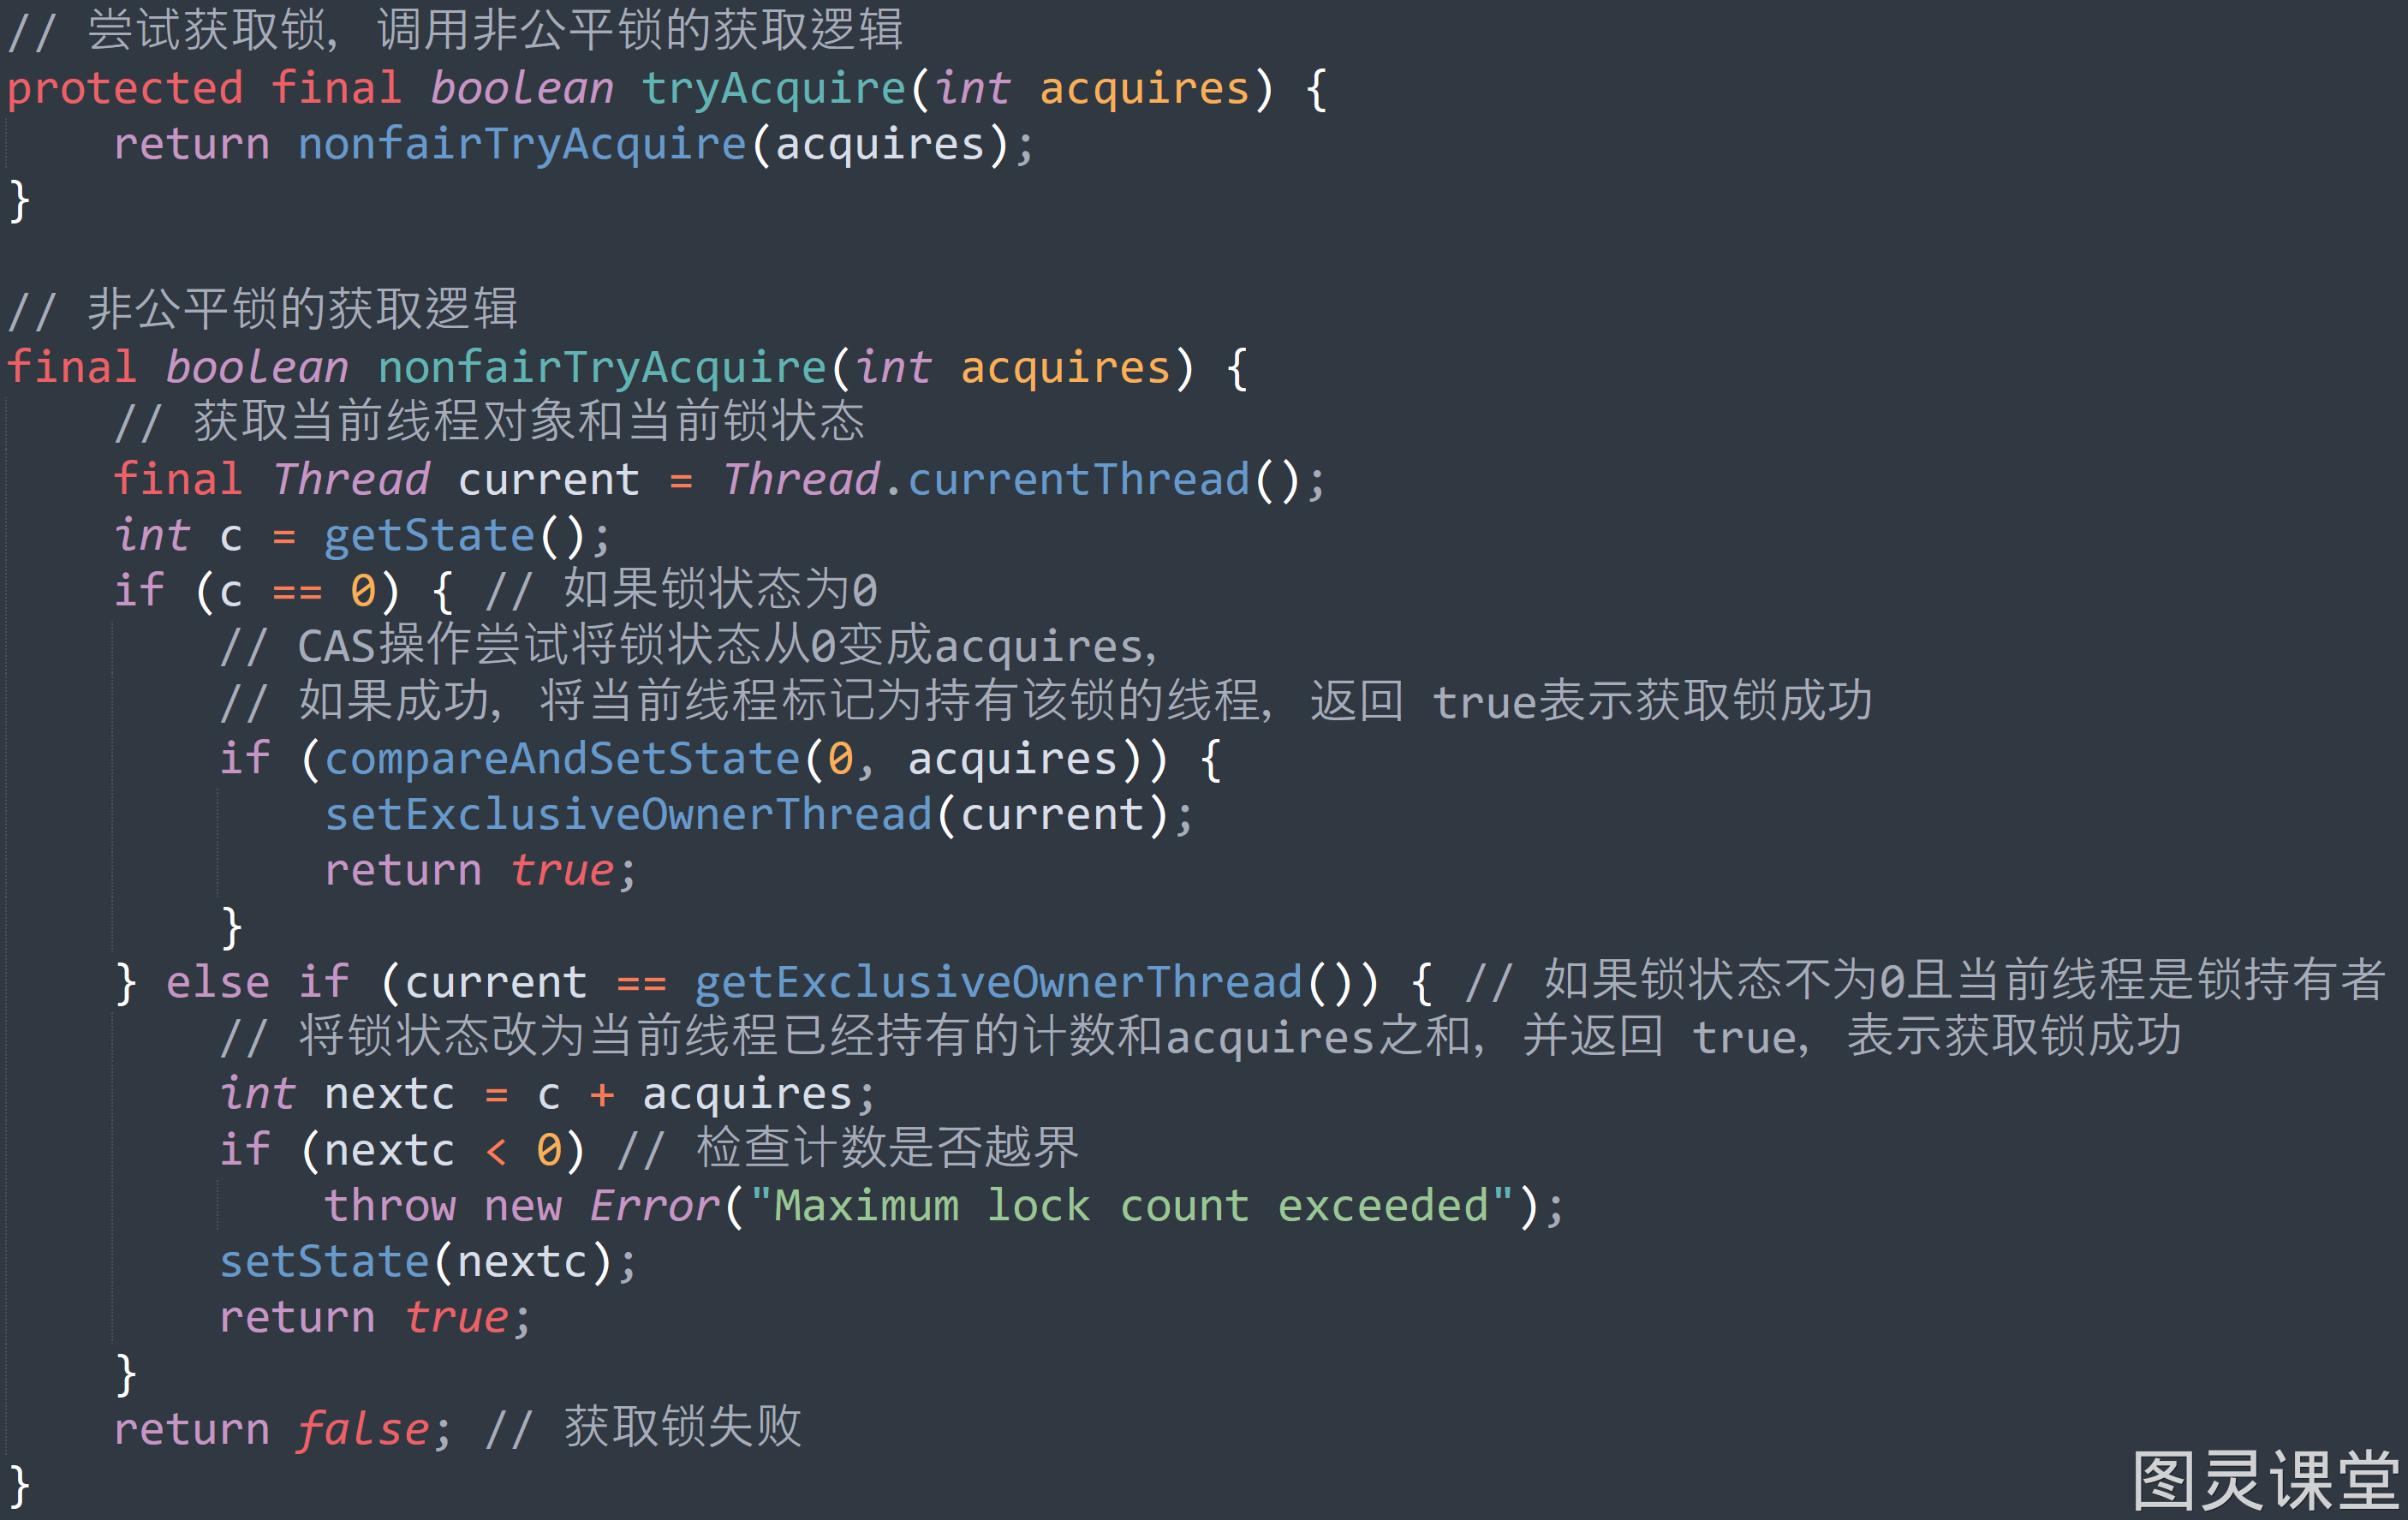 // 尝试获取锁, 调用非公平锁的获取逻辑
protected final boolean tryAcquire(int acquires) {
    return nonfairTryAcquire(acquires);
}

// 非公平锁的获取逻辑
final boolean nonfairTryAcquire(int acquires) {
    // 获取当前线程对象和当前锁状态
    final Thread current = Thread.currentThread();
    int c = getState();
    if (c == 0) { // 如果锁状态为0
        // CAS操作尝试将锁状态从0变成acquires,
        // 如果成功, 将当前线程标记为持有该锁的线程, 返回 true表示获取锁成功
        if (compareAndSetState(0, acquires)) {
            setExclusiveOwnerThread(current);
            return true;
        }
    } else if (current == getExclusiveOwnerThread()) { // 如果锁状态不为0且当前线程是锁持有者
        // 将锁状态改为当前线程已经持有的计数和acquires之和, 并返回 true, 表示获取锁成功
        int nextc = c + acquires;
        if (nextc < 0) // 检查计数是否越界
            throw new Error("Maximum lock count exceeded");
        setState(nextc);
        return true;
    }
    return false; // 获取锁失败
}
图灵课堂